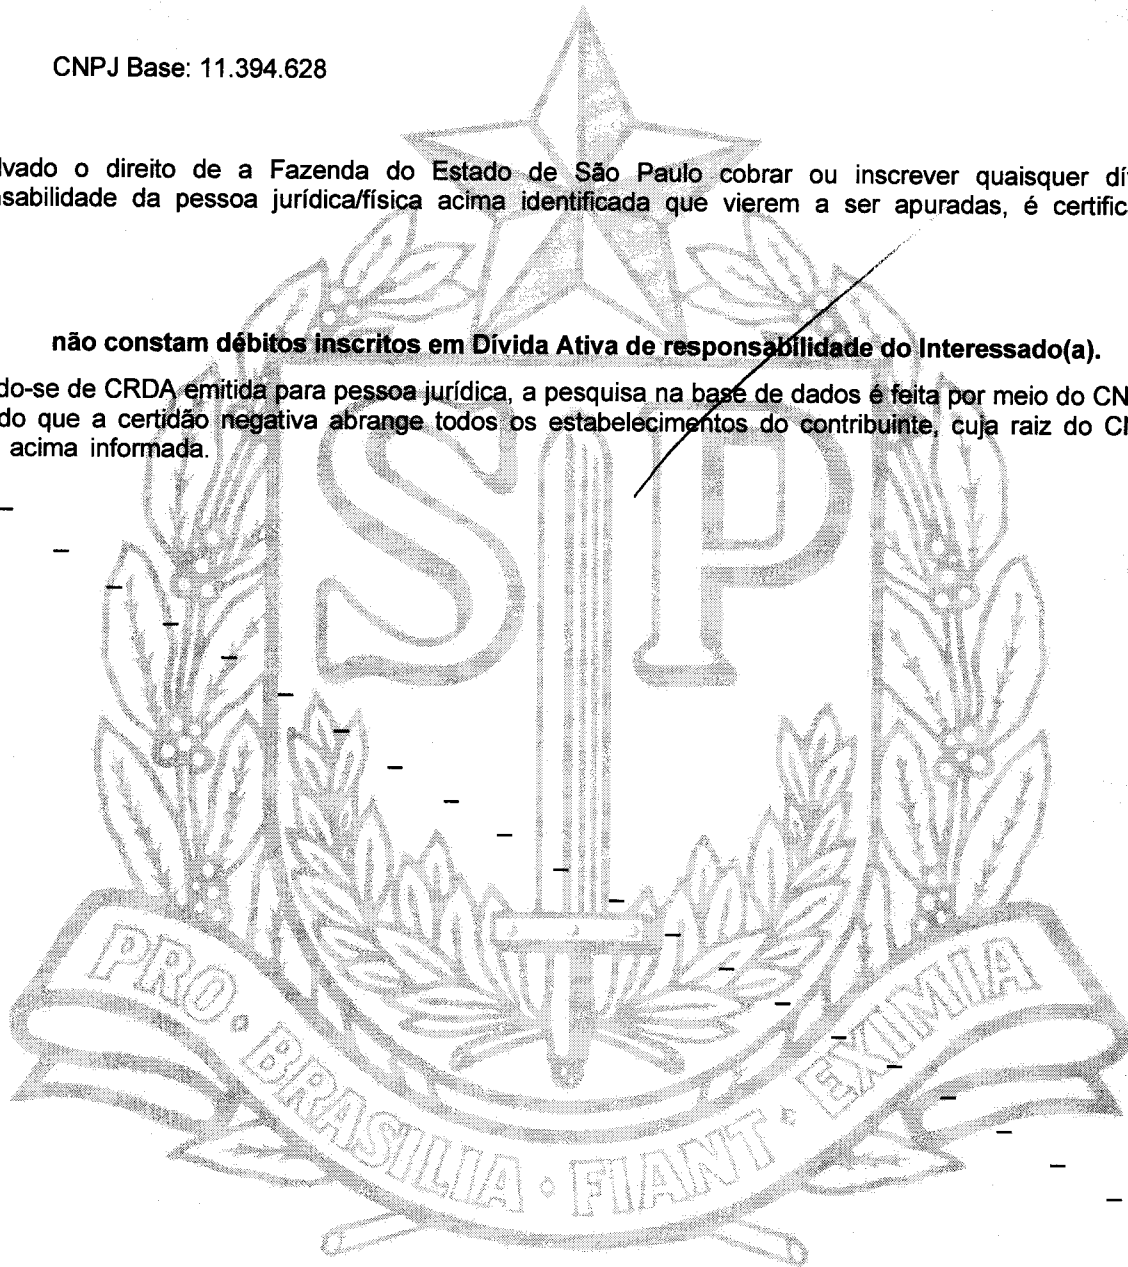 CNPJ Base: 11.394.628
lvado o direito de a Fazenda do Estado de São Paulo cobrar ou inscrever quaisquer dív
nsabilidade da pessoa jurídica/física acima identificada que vierem a ser apuradas, é certific
não constam débitos inscritos em Dívida Ativa de responsabilidade do Interessado(a).
do-se de CRDA emitida para pessoa jurídica, a pesquisa na base de dados é feita por meio do CN
do que a certidão negativa abrange todos os estabelecimentos do contribuinte, cuja raiz do CN
acima informada.
SP
PRO • BRASILIA • FIANT • EXIMIA